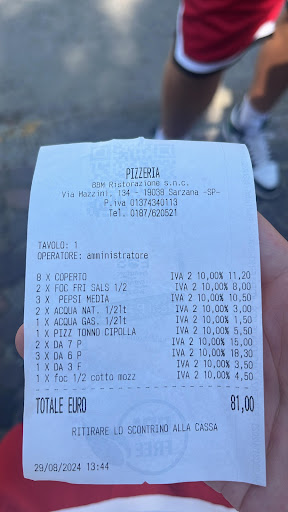 PIZZERIA
BBM Ristorazione s.n.c.
Via Mazzini. 134 - 19038 Sarzana -SP-
P.iva 01374340113
Tel. 0187/620521
TAVOLO: 1
OPERATORE: amministratore
8 X COPERTO IVA 2 10,00% 11,20
2 X FOC FRI SALS 1/2 IVA 2 10,00% 8,00
3 X PEPSI MEDIA IVA 2 10,00% 10,50
2 X ACQUA NAT. 1/2lt IVA 2 10,00% 3,00
1 X ACQUA GAS. 1/2lt IVA 2 10,00% 1,50
1 X PIZZ TONNO CIPOLLA IVA 2 10,00% 5,50
2 X DA 7 P IVA 2 10,00% 15,00
3 X DA 6 P IVA 2 10,00% 18,30
1 X DA 3 F IVA 2 10,00% 3,50
1 X foc 1/2 cotto mozz IVA 2 10,00% 4,50
TOTALE EURO 81,00
RITIRARE LO SCONTRINO ALLA CASSA
FREE
29/08/2024 13:44